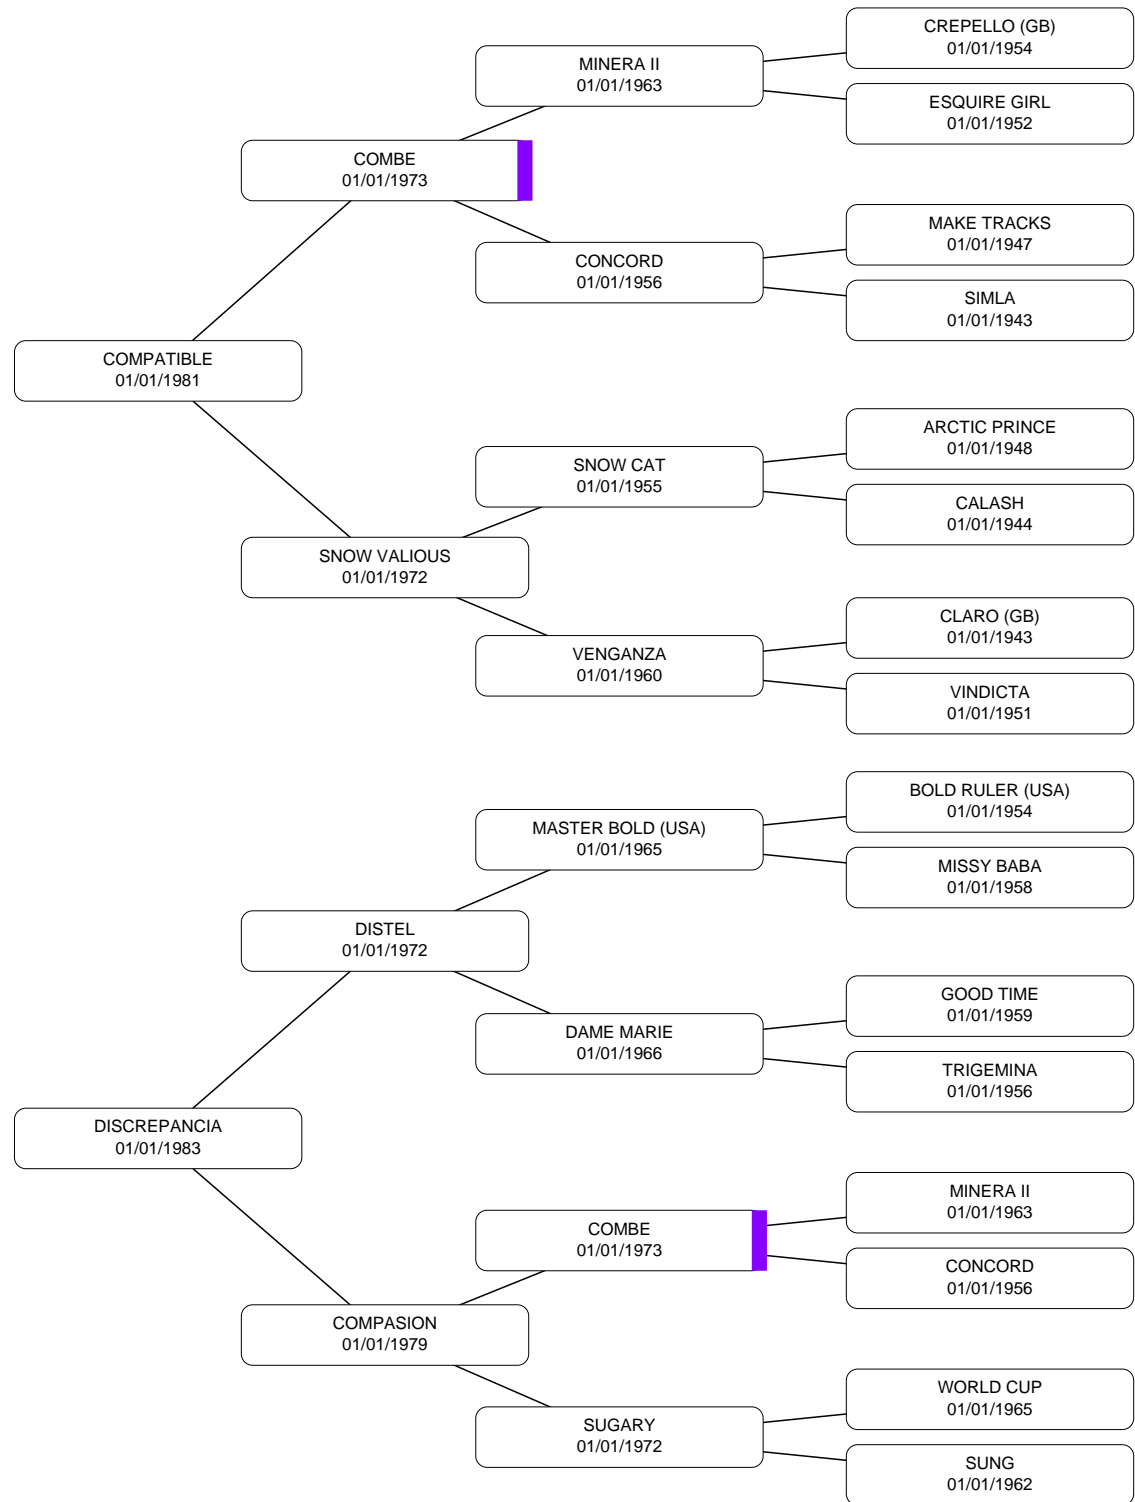 CREPELLO (GB)
01/01/1954
MINERA II
01/01/1963
ESQUIRE GIRL
01/01/1952
COMBE
01/01/1973
MAKE TRACKS
01/01/1947
CONCORD
01/01/1956
SIMLA
01/01/1943
COMPATIBLE
01/01/1981
ARCTIC PRINCE
01/01/1948
SNOW CAT
01/01/1955
CALASH
01/01/1944
SNOW VALIOUS
01/01/1972
CLARO (GB)
01/01/1943
VENGANZA
01/01/1960
VINDICTA
01/01/1951
BOLD RULER (USA)
01/01/1954
MASTER BOLD (USA)
01/01/1965
MISSY BABA
01/01/1958
DISTEL
01/01/1972
GOOD TIME
01/01/1959
DAME MARIE
01/01/1966
TRIGEMINA
01/01/1956
DISCREPANCIA
01/01/1983
MINERA II
01/01/1963
COMBE
01/01/1973
CONCORD
01/01/1956
COMPASION
01/01/1979
WORLD CUP
01/01/1965
SUGARY
01/01/1972
SUNG
01/01/1962